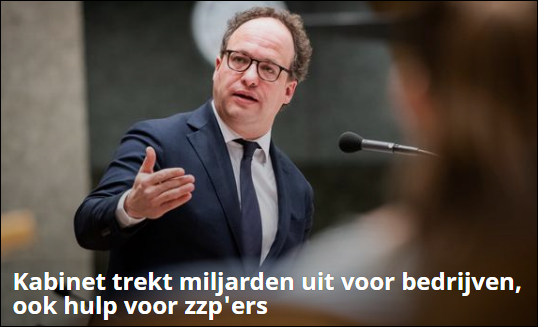 Kabinet trekt miljarden uit voor bedrijven,
ook hulp voor zzp'ers